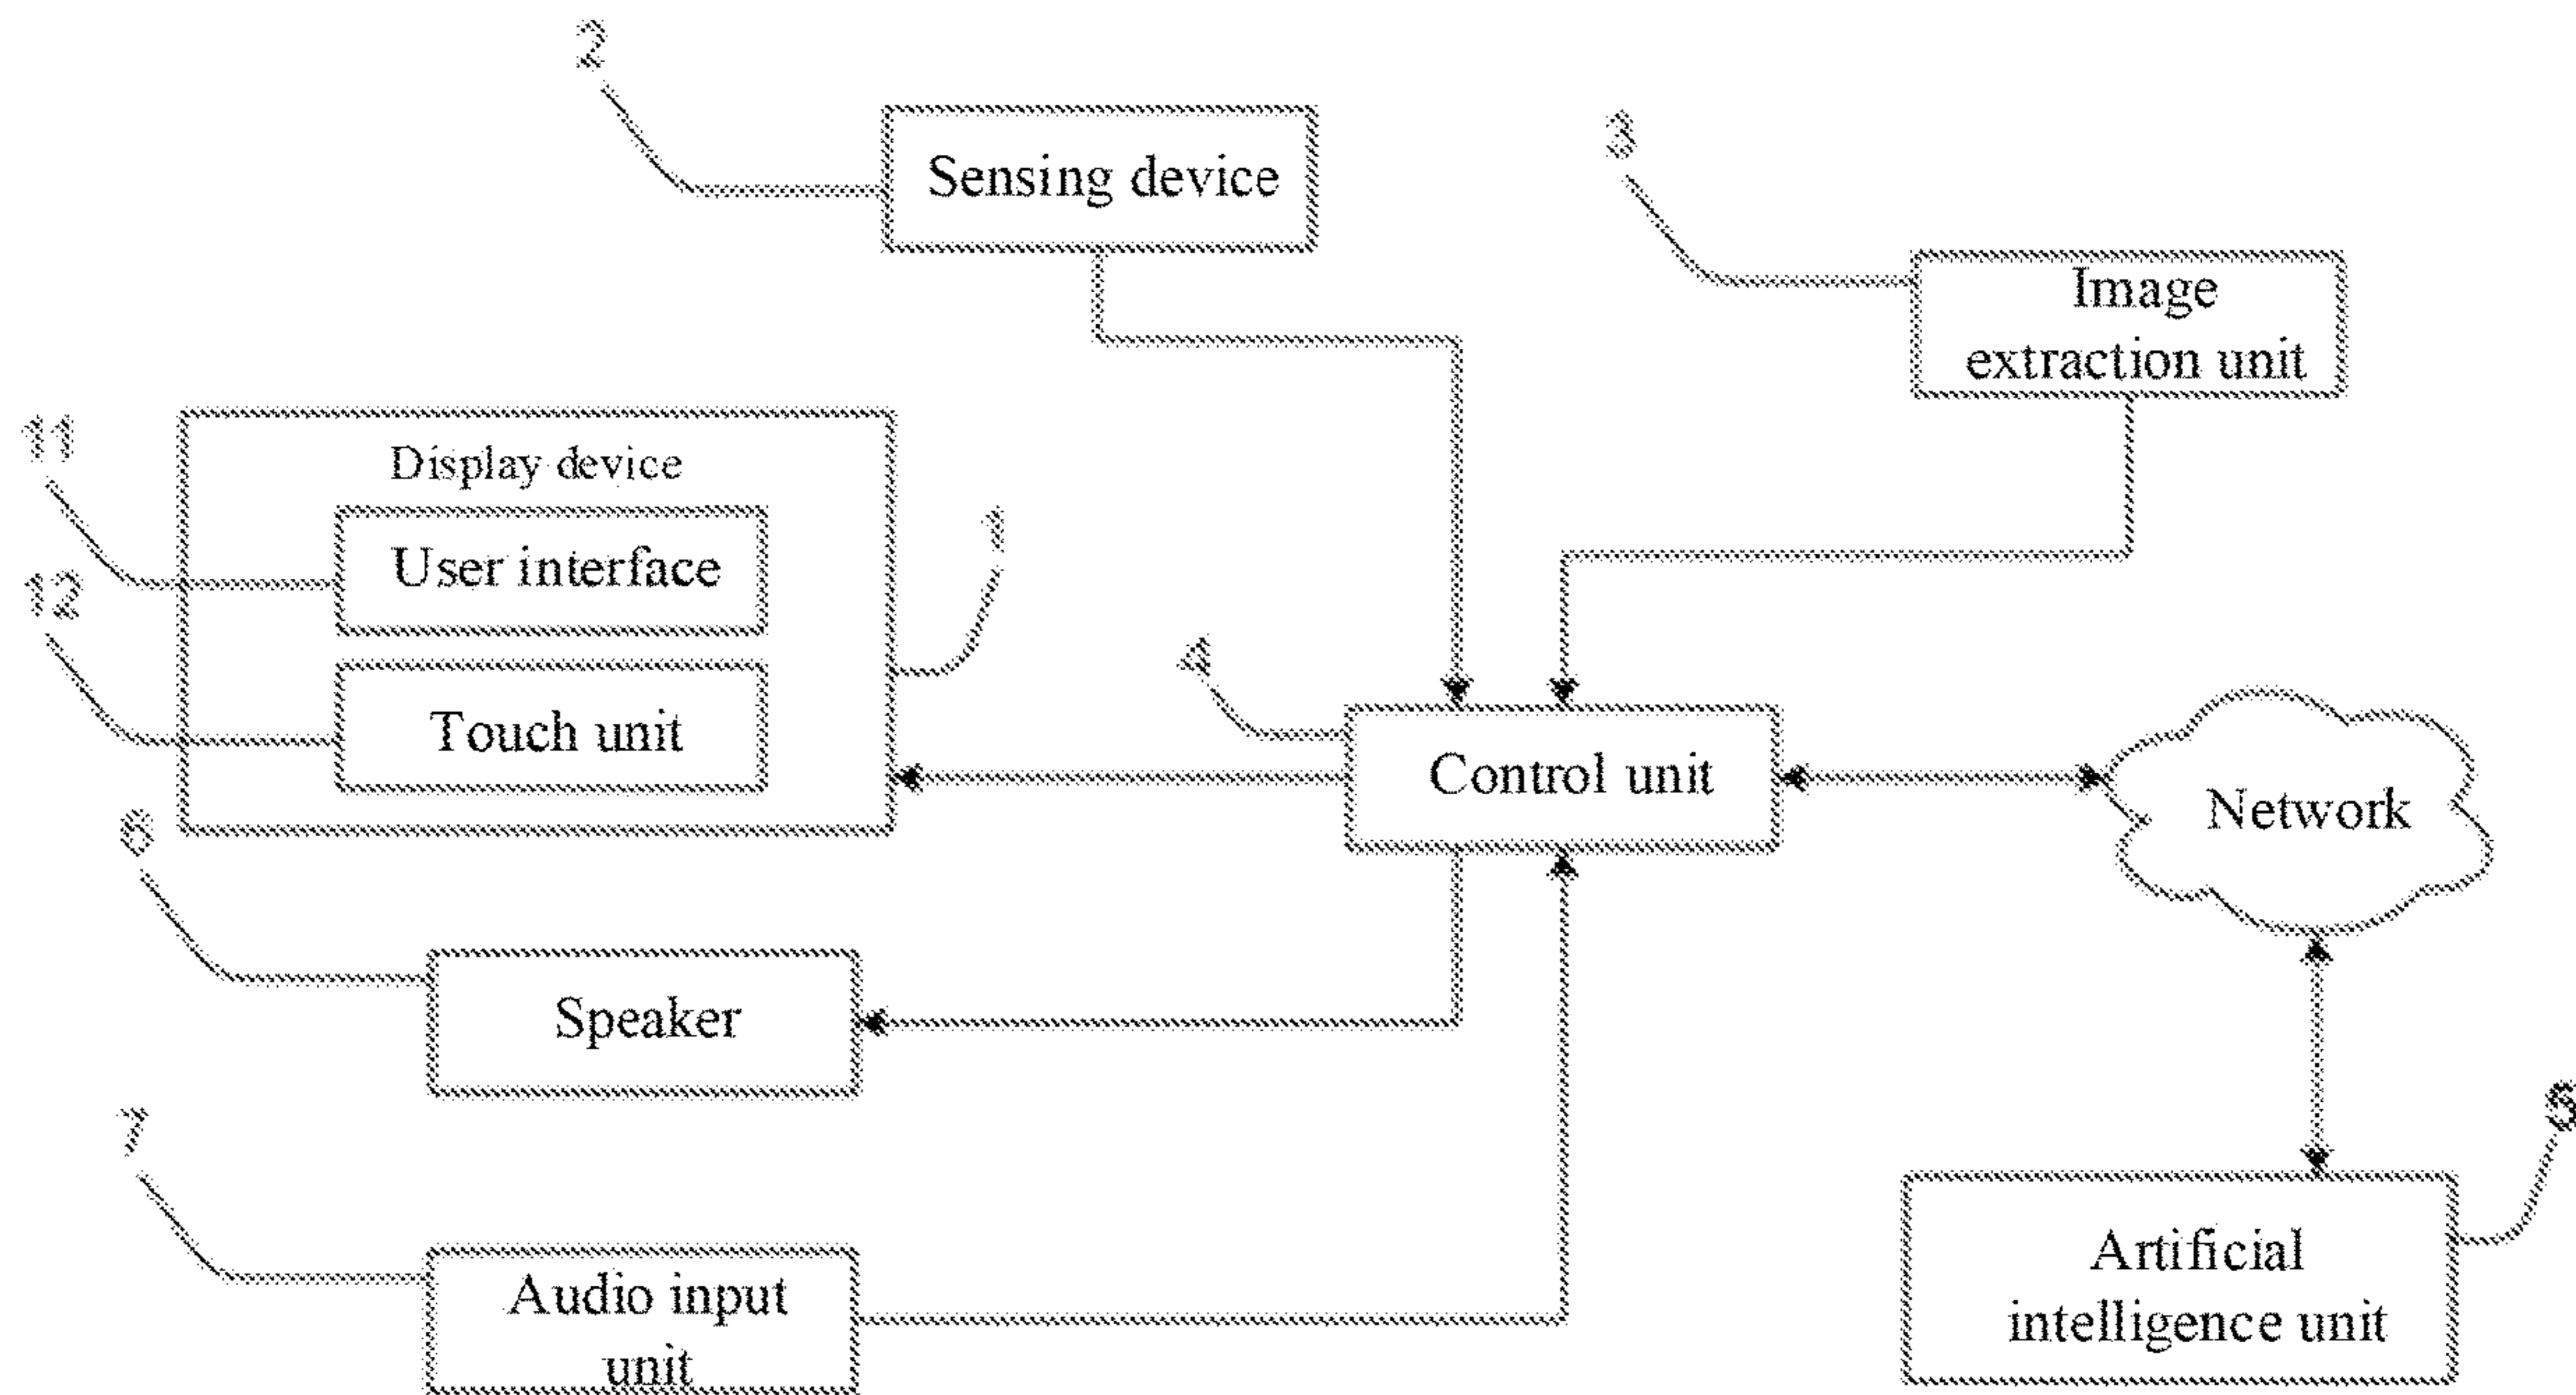 2
Sensing device
3
Image
extraction unit
11
Display device
User interface
1
12
Touch unit
4
Control unit
Network
6
Speaker
7
Audio input
unit
5
Artificial
intelligence unit